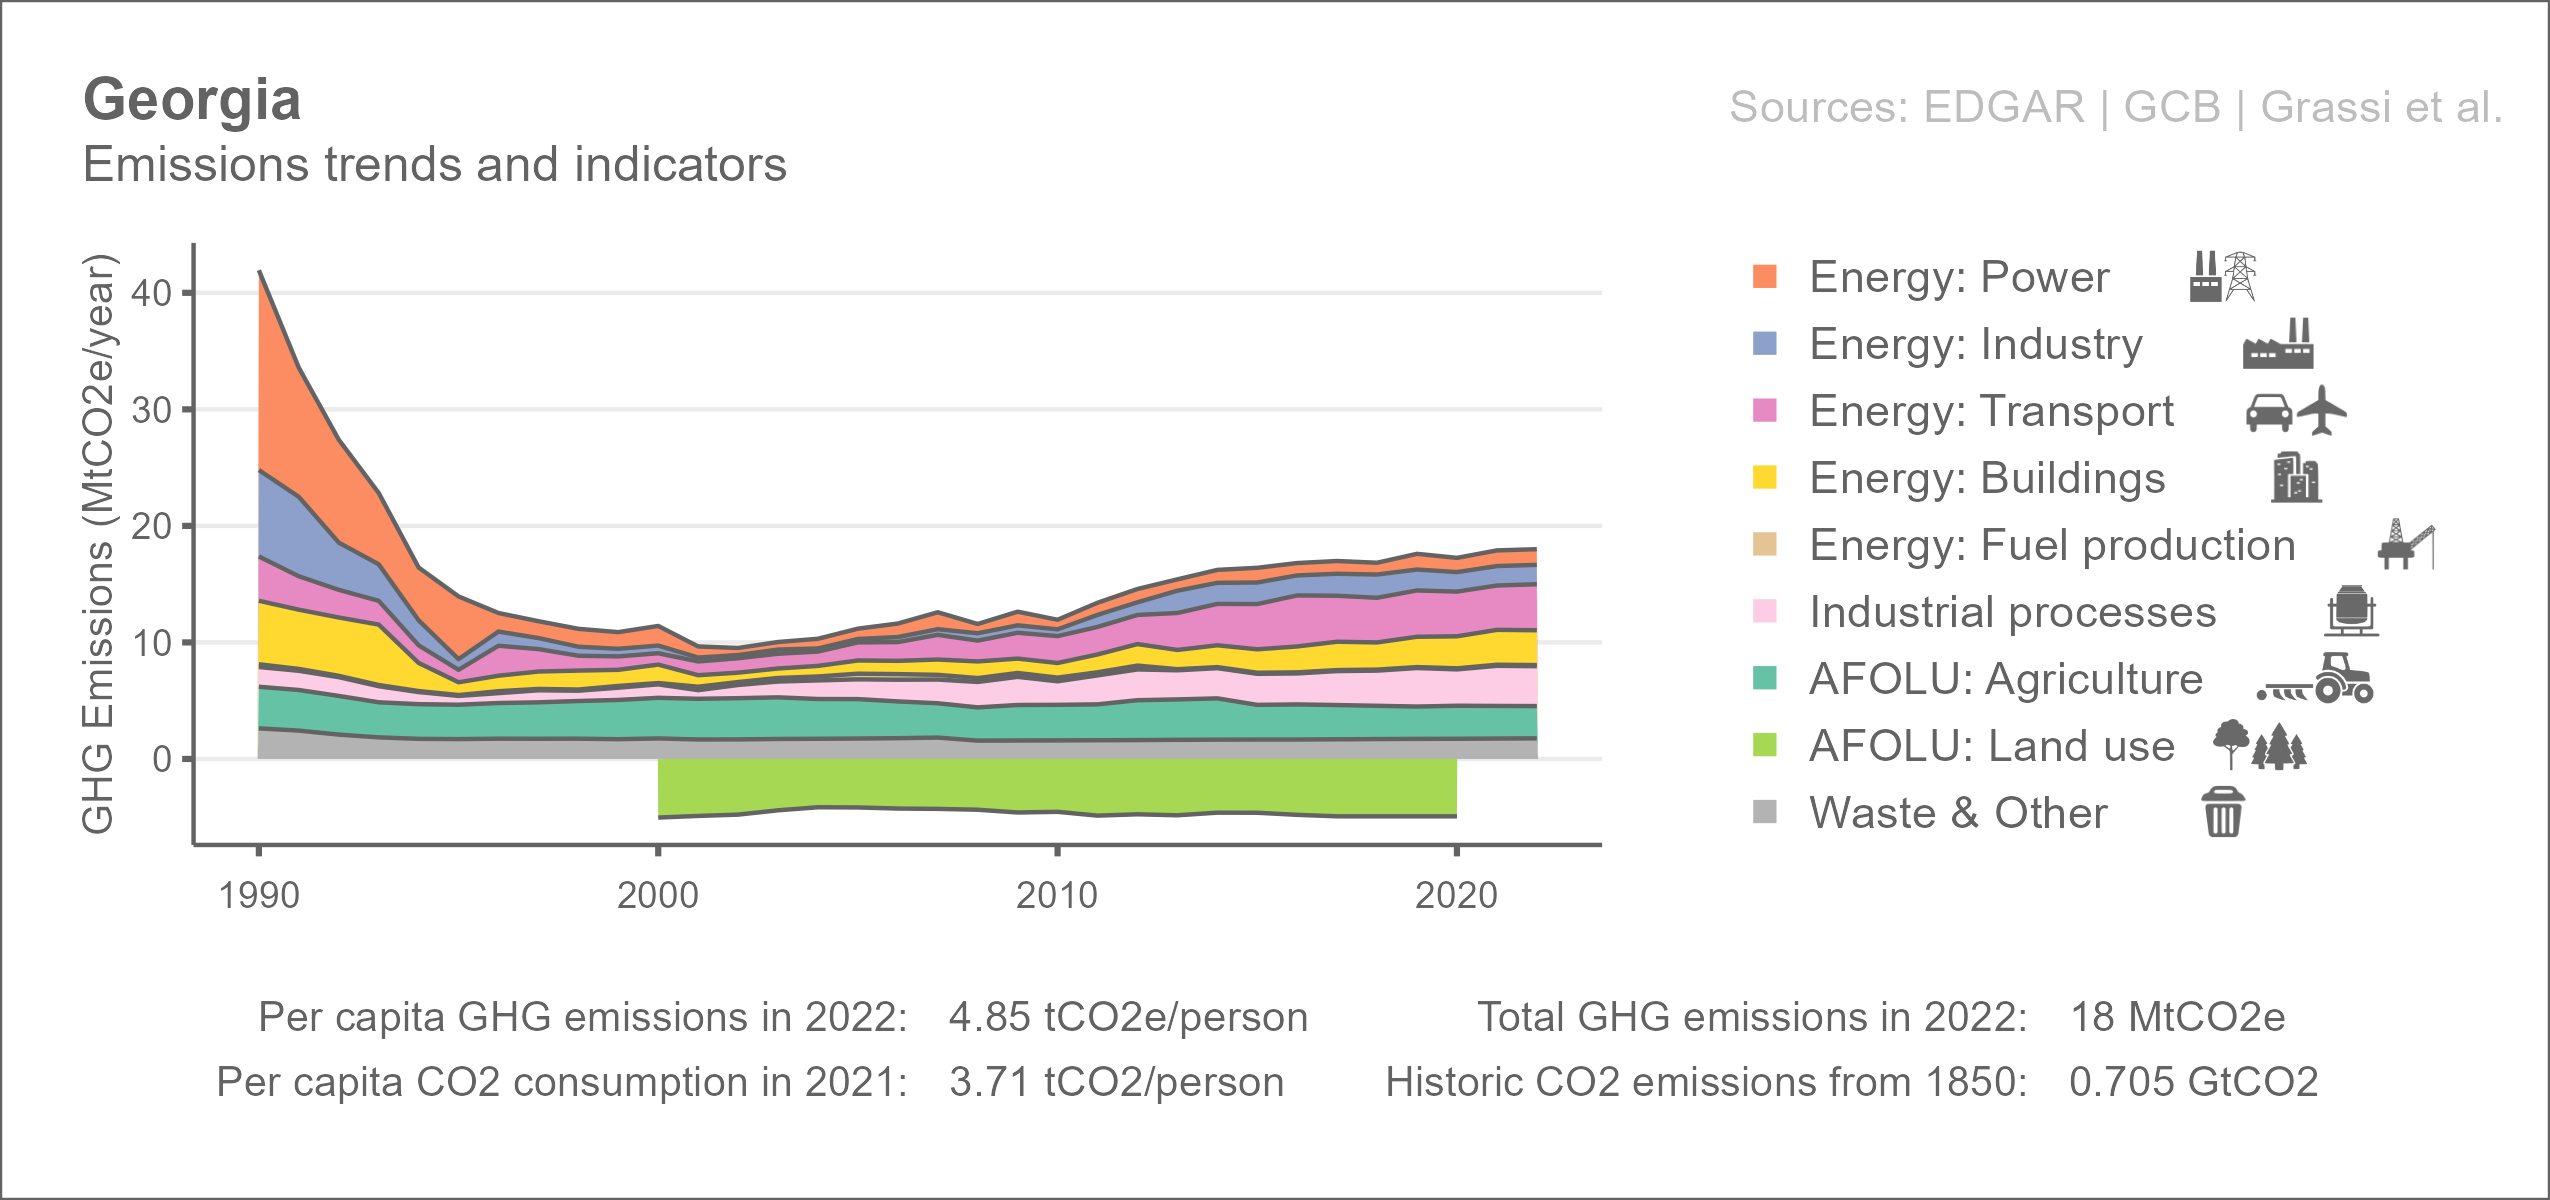 Georgia
Sources: EDGAR | GCB | Grassi et al.
Emissions trends and indicators
GHG Emissions (MtCO2e/year)
40
30
20
10
0
1990
2000
2010
2020
Energy: Power
Energy: Industry
Energy: Transport
Energy: Buildings
Energy: Fuel production
Industrial processes
AFOLU: Agriculture
AFOLU: Land use
Waste & Other
Per capita GHG emissions in 2022: 4.85 tCO2e/person
Total GHG emissions in 2022: 18 MtCO2e
Per capita CO2 consumption in 2021: 3.71 tCO2/person
Historic CO2 emissions from 1850: 0.705 GtCO2